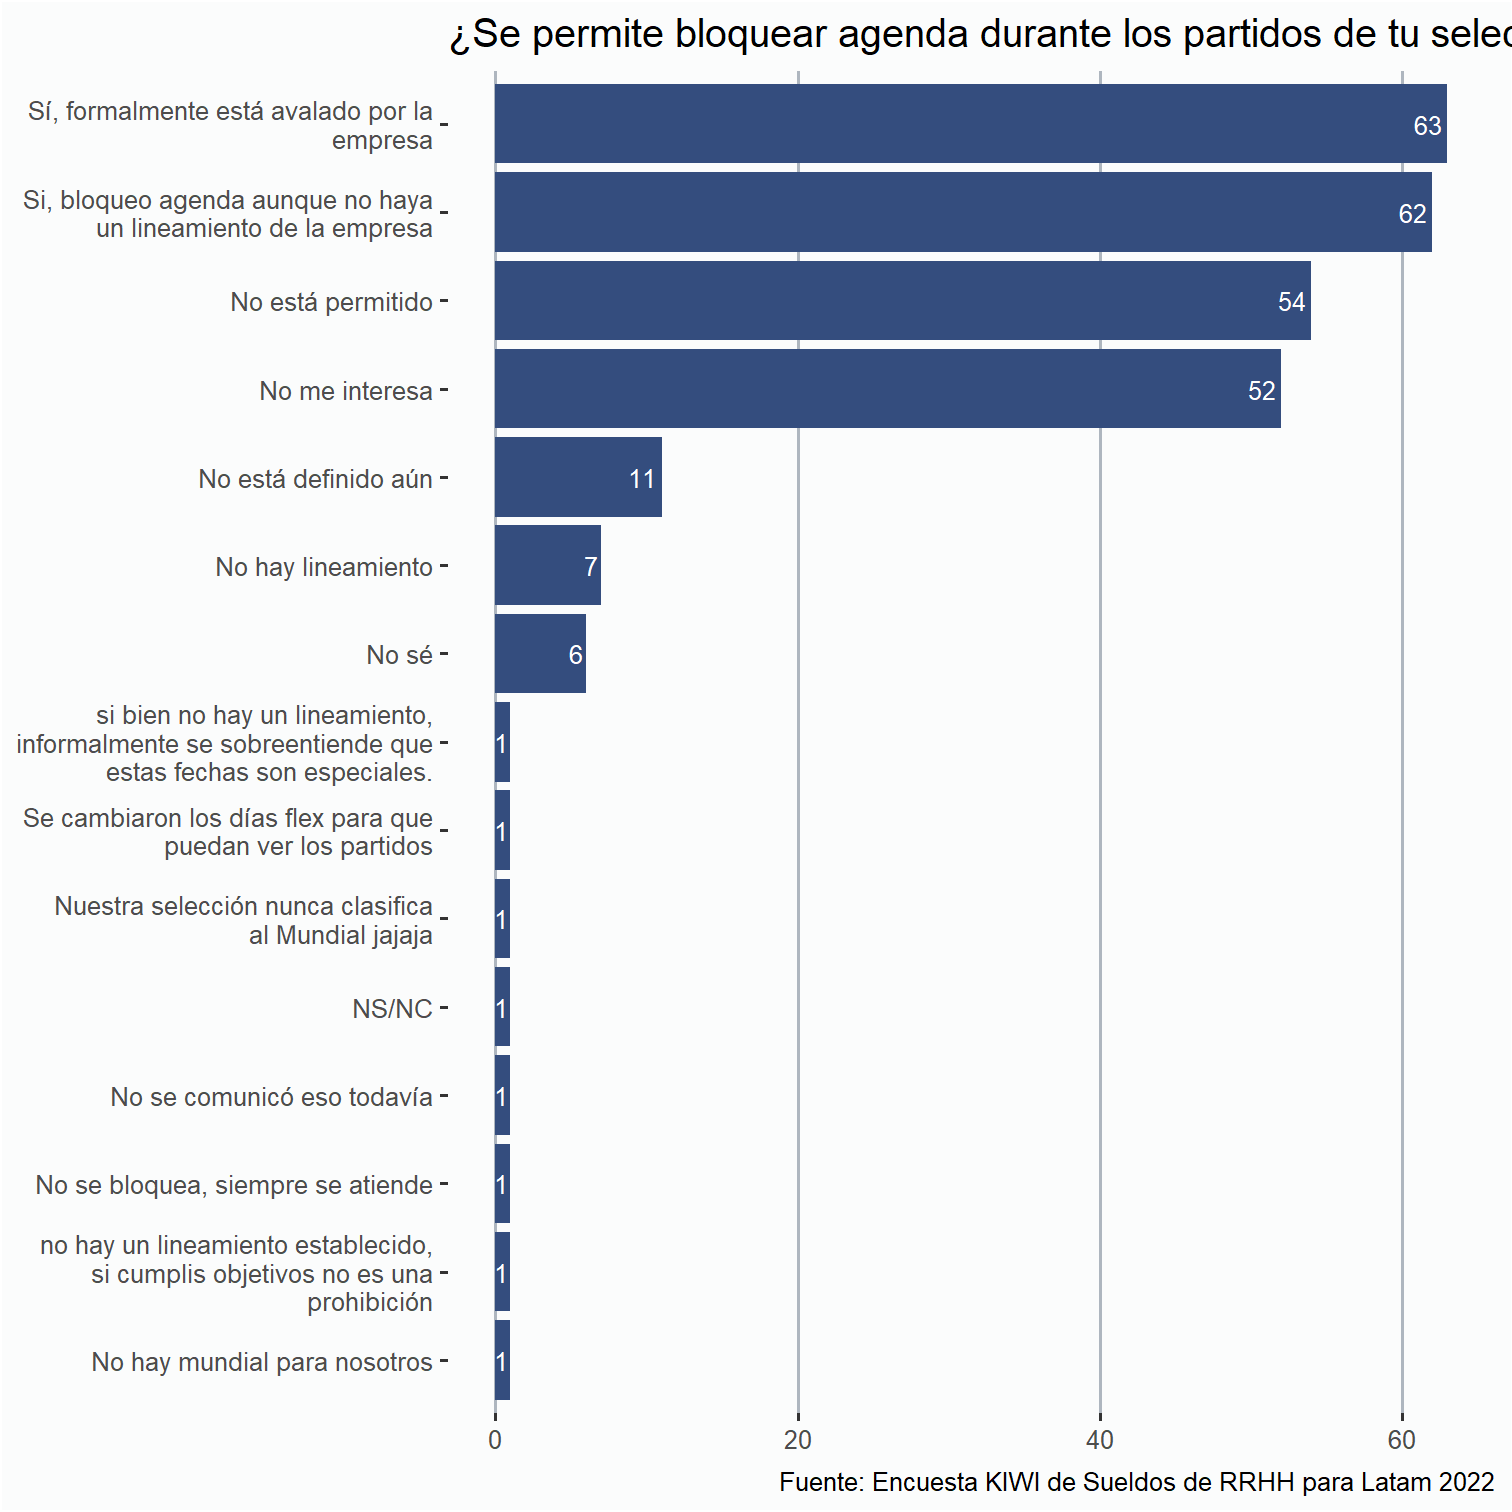 ¿Se permite bloquear agenda durante los partidos de tu selec
Sí, formalmente está avalado por la
empresa
63
Si, bloqueo agenda aunque no haya
un lineamiento de la empresa
62
No está permitido
54
No me interesa
52
No está definido aún
11
No hay lineamiento
7
No sé
6
si bien no hay un lineamiento,
informalmente se sobreentiende que
estas fechas son especiales.
1
Se cambiaron los días flex para que
puedan ver los partidos
1
Nuestra selección nunca clasifica
al Mundial jajaja
1
NS/NC
1
No se comunicó eso todavía
1
No se bloquea, siempre se atiende
1
no hay un lineamiento establecido,
si cumplis objetivos no es una
prohibición
1
No hay mundial para nosotros
1
0 20 40 60
Fuente: Encuesta KIWI de Sueldos de RRHH para Latam 2022